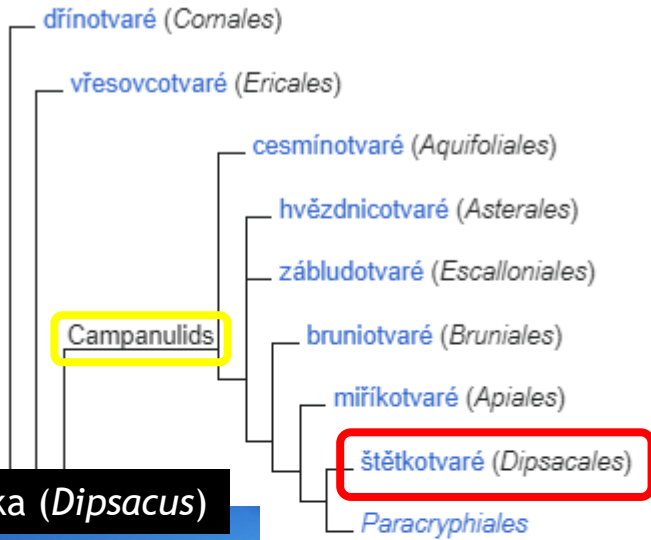 dřínotvaré (Cornales)
vřesovcotvaré (Ericales)
cesmínotvaré (Aquifoliales)
hvězdnicotvaré (Asterales)
zábludotvaré (Escalloniales)
Campanulids
bruniotvaré (Bruniales)
miříkotvaré (Apiales)
štětkotvaré (Dipsacales)
ka (Dipsacus)
Paracryphiales